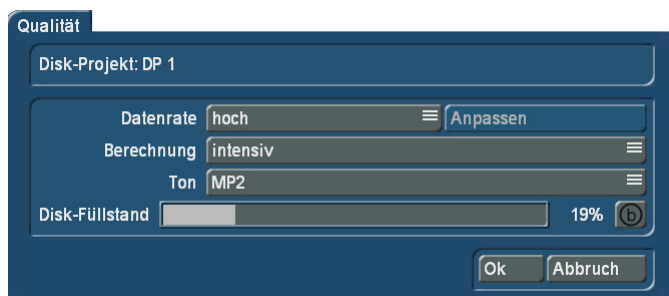 Qualität
Disk-Projekt: DP 1
Datenrate hoch Anpassen
Berechnung intensiv
Ton MP2
Disk-Füllstand 19% b
Ok Abbruch